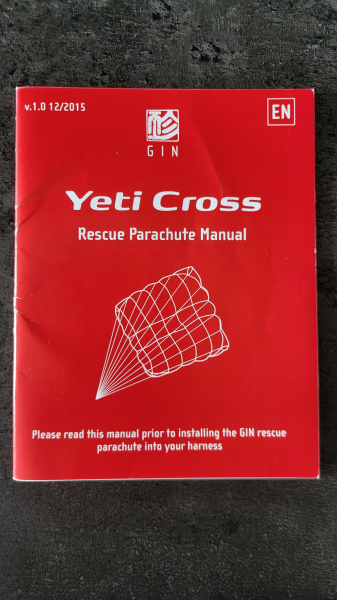 v.1.0 12/2015
EN
GIN
Yeti Cross
Rescue Parachute Manual
Please read this manual prior to installing the GIN rescue
parachute into your harness